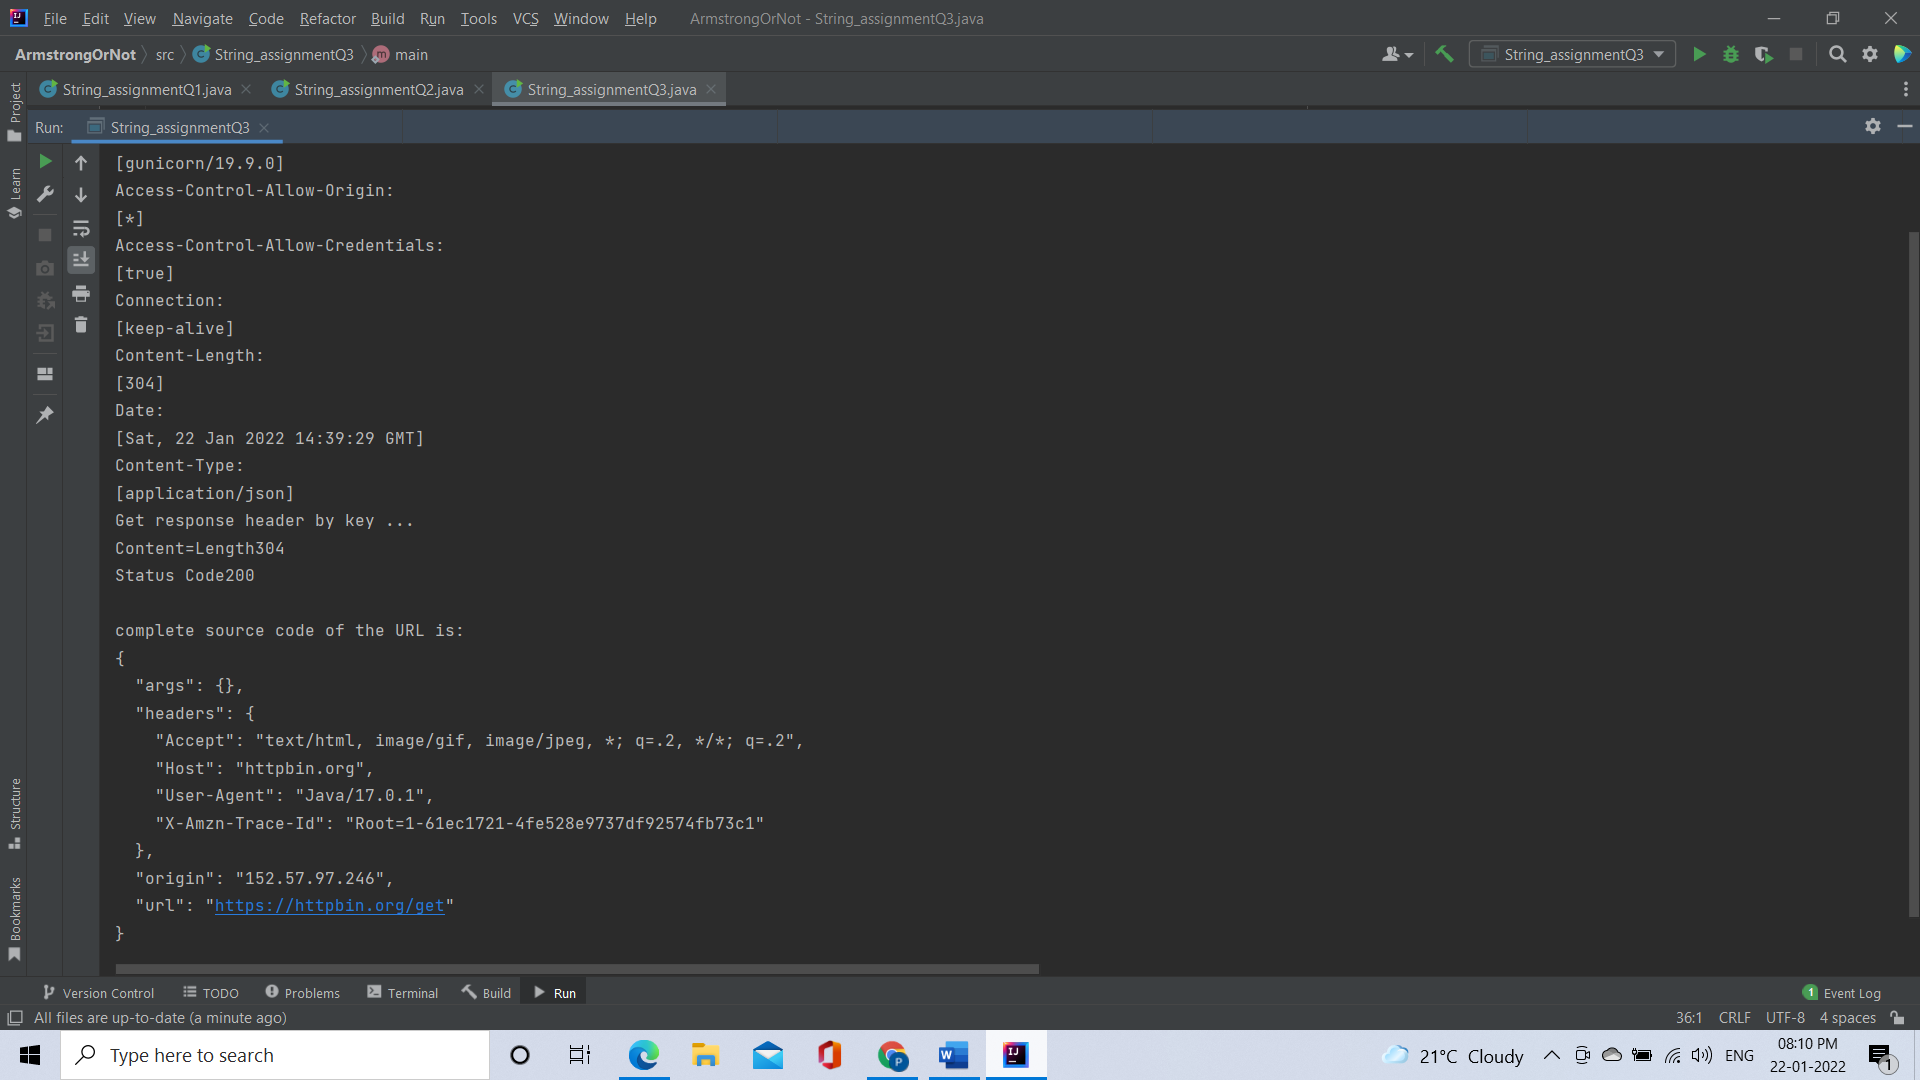 File Edit View Navigate Code Refactor Build Run Tools VCS Window Help ArmstrongOrNot - String_assignmentQ3.java
ArmstrongOrNot src String_assignmentQ3 main String_assignmentQ3
String_assignmentQ1.java String_assignmentQ2.java String_assignmentQ3.java
Project
Run: String_assignmentQ3
Learn
[gunicorn/19.9.0]
Access-Control-Allow-Origin:
[*]
Access-Control-Allow-Credentials:
[true]
Connection:
[keep-alive]
Content-Length:
[304]
Date:
[Sat, 22 Jan 2022 14:39:29 GMT]
Content-Type:
[application/json]
Get response header by key ...
Content=Length304
Status Code200
complete source code of the URL is:
{
"args": {},
"headers": {
"Accept": "text/html, image/gif, image/jpeg, *; q=.2, */*; q=.2",
"Host": "httpbin.org",
"User-Agent": "Java/17.0.1",
"X-Amzn-Trace-Id": "Root=1-61ec1721-4fe528e9737df92574fb73c1"
},
"origin": "152.57.97.246",
"url": "https://httpbin.org/get"
}
Structure
Bookmarks
Version Control TODO Problems Terminal Build Run 1 Event Log
All files are up-to-date (a minute ago) 36:1 CRLF UTF-8 4 spaces
Type here to search 21°C Cloudy ENG 08:10 PM
22-01-2022 1